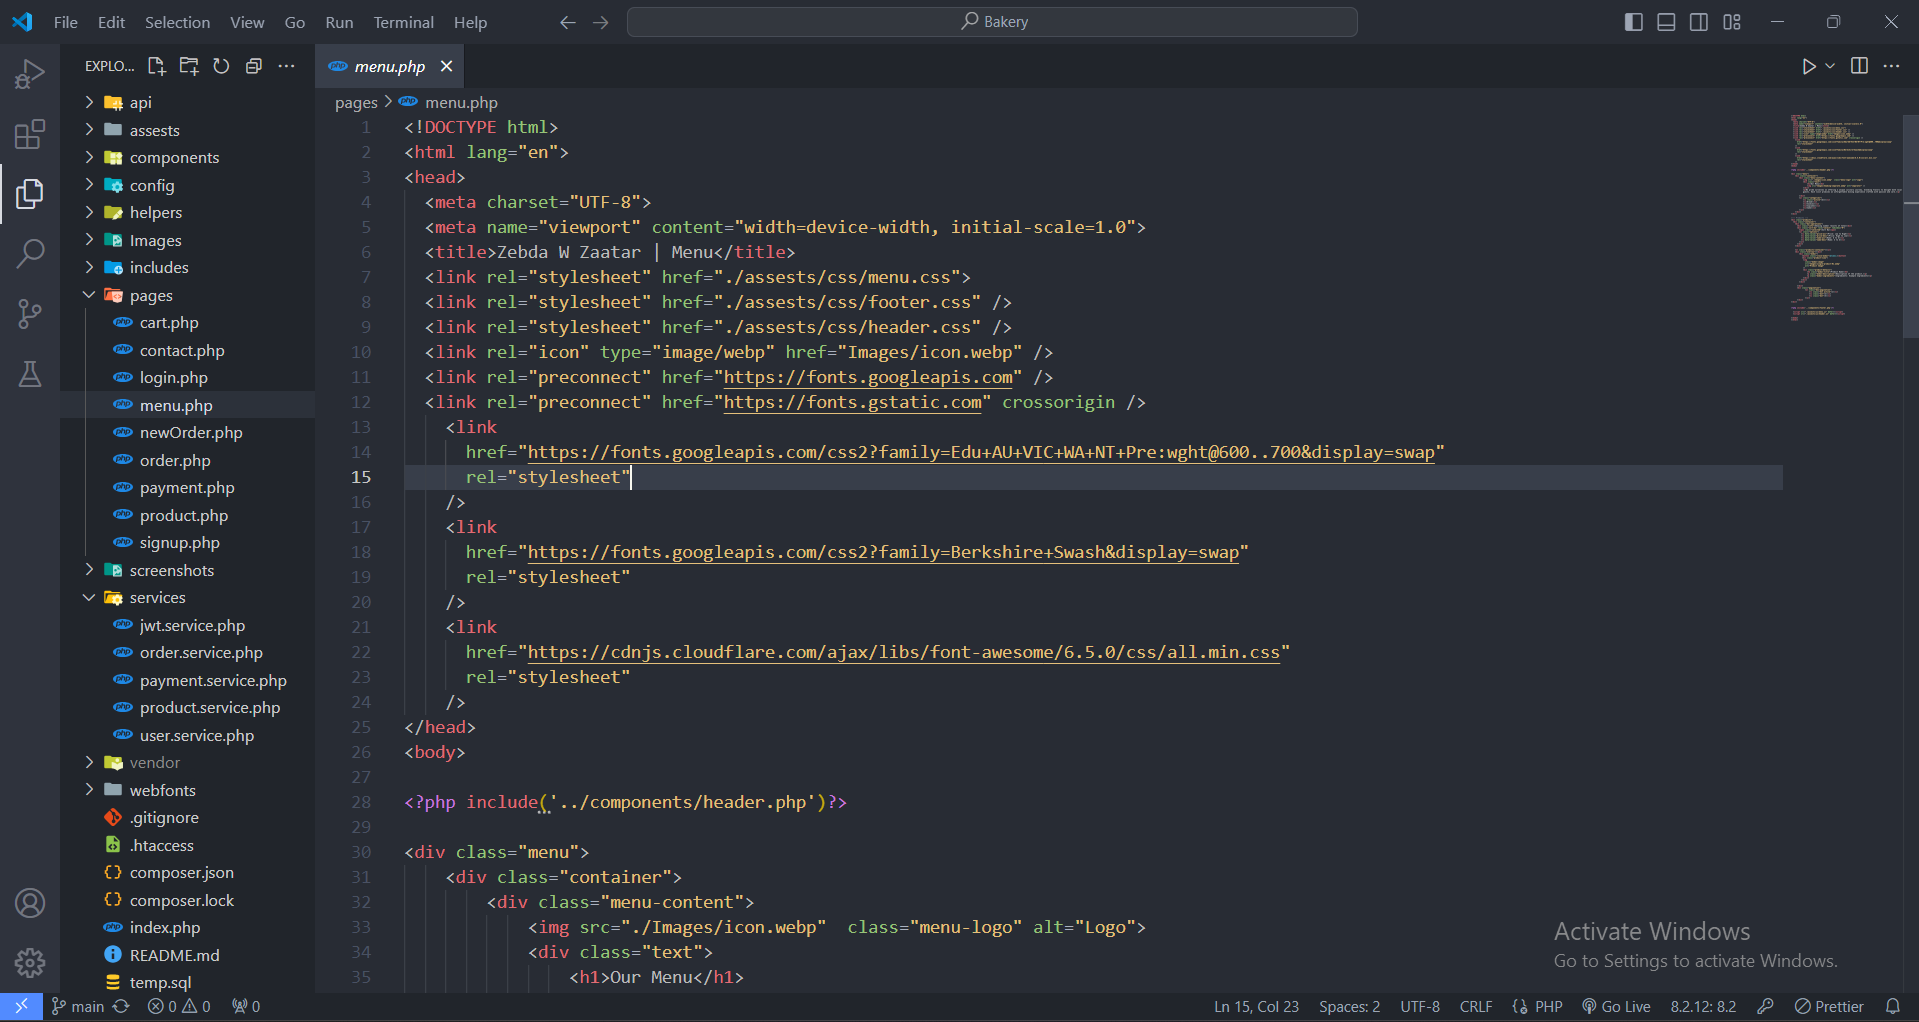 File Edit Selection View Go Run Terminal Help
Bakery
EXPLO...
menu.php
pages > menu.php
api
assests
components
config
helpers
Images
includes
pages
cart.php
contact.php
login.php
menu.php
newOrder.php
order.php
payment.php
product.php
signup.php
screenshots
services
jwt.service.php
order.service.php
payment.service.php
product.service.php
user.service.php
vendor
webfonts
.gitignore
.htaccess
composer.json
composer.lock
index.php
README.md
temp.sql
1 <!DOCTYPE html>
2 <html lang="en">
3 <head>
4 <meta charset="UTF-8">
5 <meta name="viewport" content="width=device-width, initial-scale=1.0">
6 <title>Zebda W Zaatar | Menu</title>
7 <link rel="stylesheet" href="./assests/css/menu.css">
8 <link rel="stylesheet" href="./assests/css/footer.css" />
9 <link rel="stylesheet" href="./assests/css/header.css" />
10 <link rel="icon" type="image/webp" href="Images/icon.webp" />
11 <link rel="preconnect" href="https://fonts.googleapis.com" />
12 <link rel="preconnect" href="https://fonts.gstatic.com" crossorigin />
13 <link
14 href="https://fonts.googleapis.com/css2?family=Edu+AU+VIC+WA+NT+Pre:wght@600..700&display=swap"
15 rel="stylesheet"
16 />
17 <link
18 href="https://fonts.googleapis.com/css2?family=Berkshire+Swash&display=swap"
19 rel="stylesheet"
20 />
21 <link
22 href="https://cdnjs.cloudflare.com/ajax/libs/font-awesome/6.5.0/css/all.min.css"
23 rel="stylesheet"
24 />
25 </head>
26 <body>
27
28 <?php include('../components/header.php')?>
29
30 <div class="menu">
31 <div class="container">
32 <div class="menu-content">
33 <img src="./Images/icon.webp"  class="menu-logo" alt="Logo">
34 <div class="text">
35 <h1>Our Menu</h1>
Activate Windows
Go to Settings to activate Windows.
main 0 0 0 Ln 15, Col 23 Spaces: 2 UTF-8 CRLF {} PHP Go Live 8.2.12: 8.2 Prettier